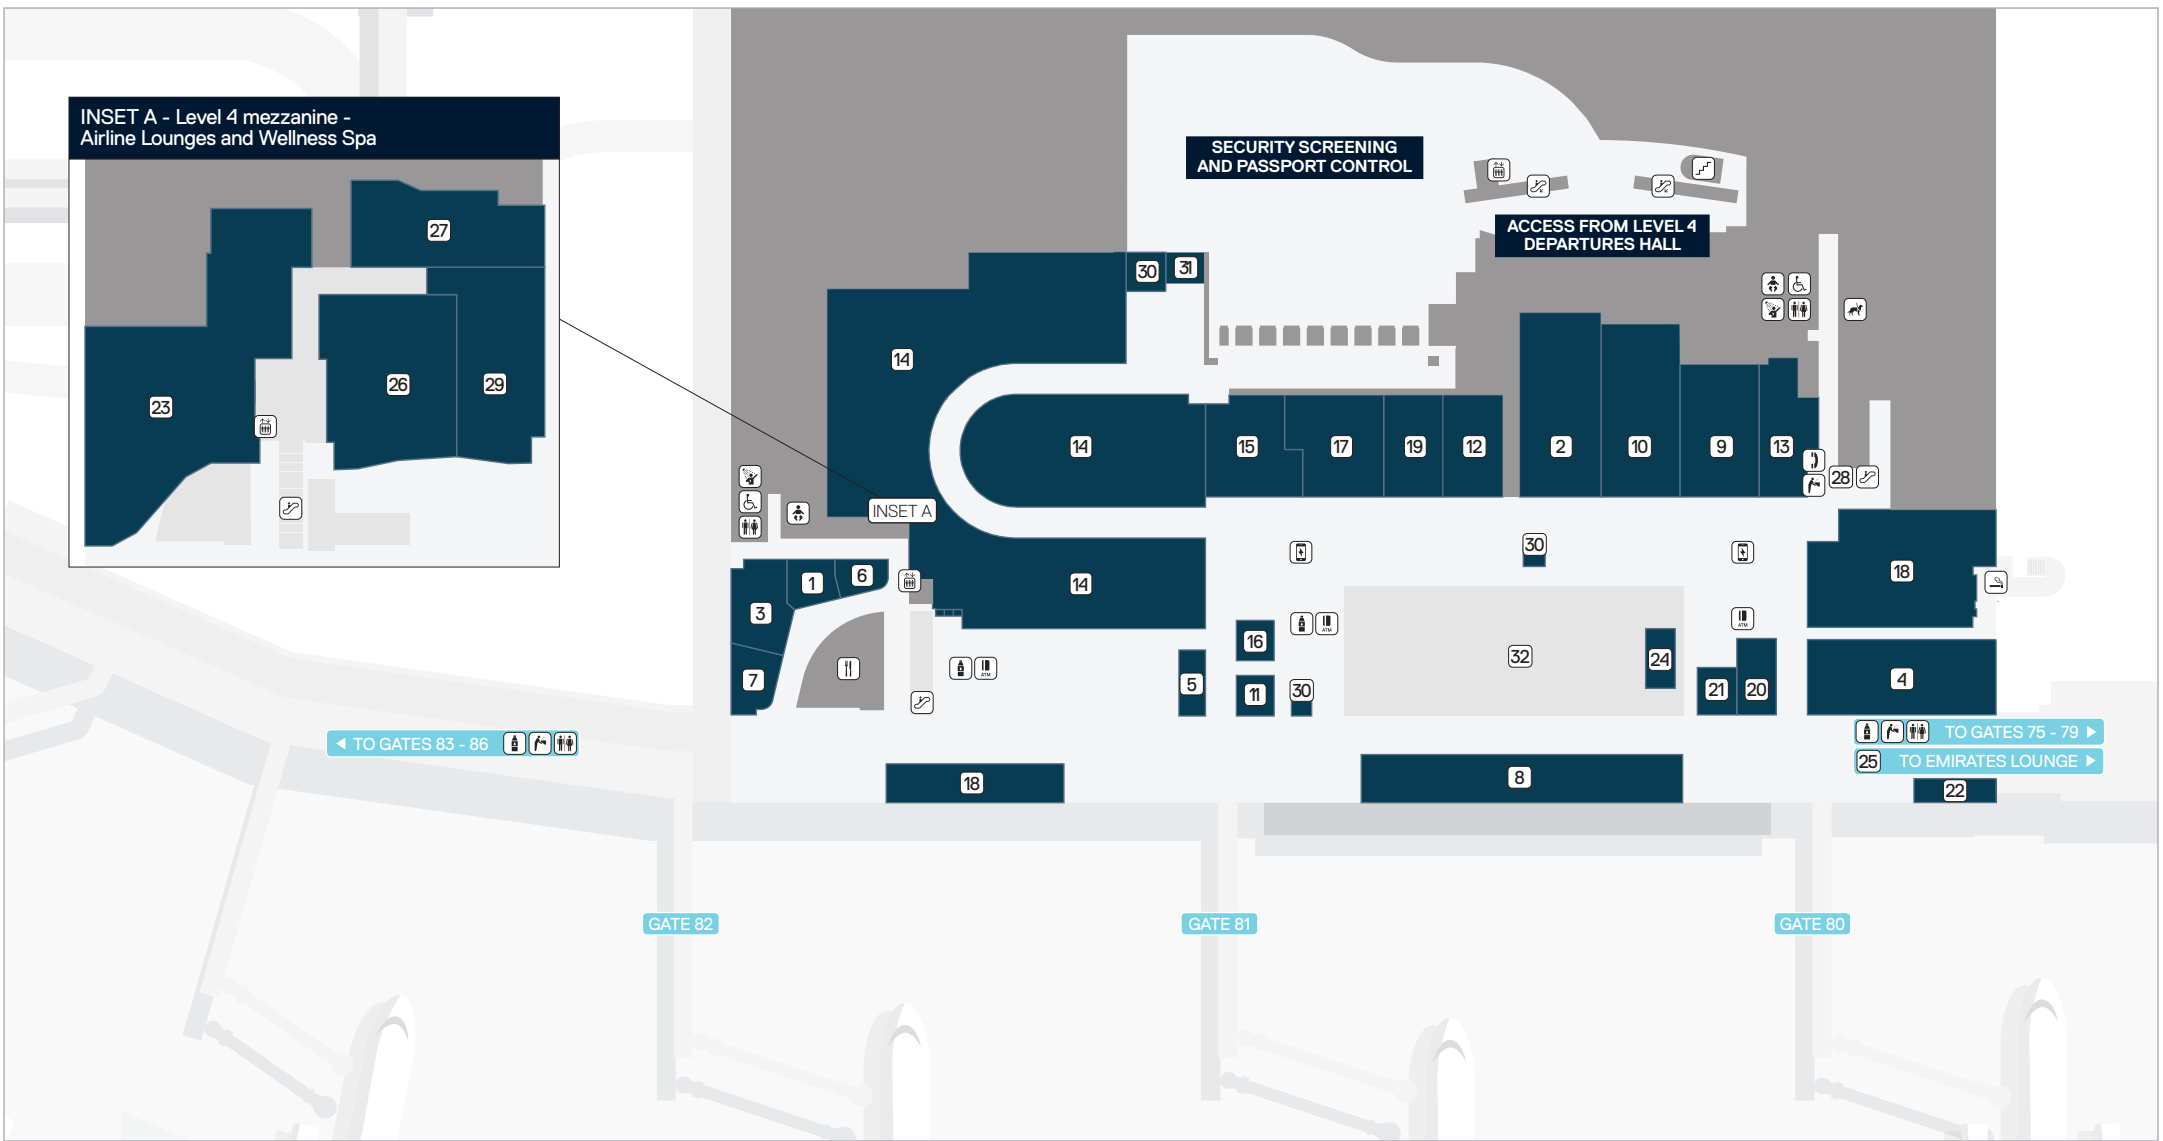 INSET A - Level 4 mezzanine -
Airline Lounges and Wellness Spa
27
23
26
29
SECURITY SCREENING
AND PASSPORT CONTROL
ACCESS FROM LEVEL 4
DEPARTURES HALL
30
31
14
14
15
17
19
12
2
10
9
13
28
INSET A
30
18
3
1
6
14
16
32
24
7
5
11
30
21
20
4
ATM
ATM
ATM
TO GATES 83 - 86
TO GATES 75 - 79
25 TO EMIRATES LOUNGE
18
8
22
GATE 82
GATE 81
GATE 80